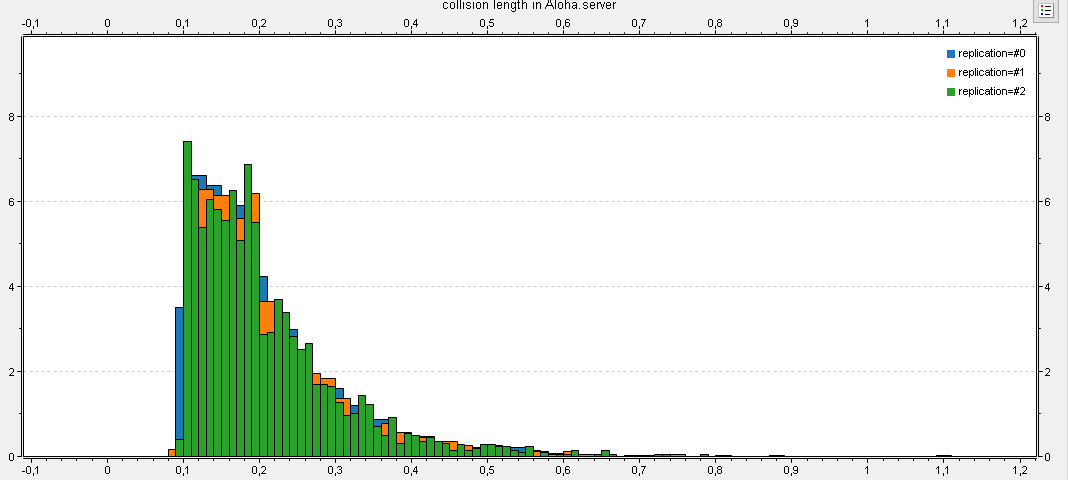 collision length in Aloha.server
-0,1 0 0,1 0,2 0,3 0,4 0,5 0,6 0,7 0,8 0,9 1 1,1 1,2
replication=#0
replication=#1
replication=#2
8 8
6 6
4 4
2 2
0 0
-0,1 0 0,1 0,2 0,3 0,4 0,5 0,6 0,7 0,8 0,9 1 1,1 1,2